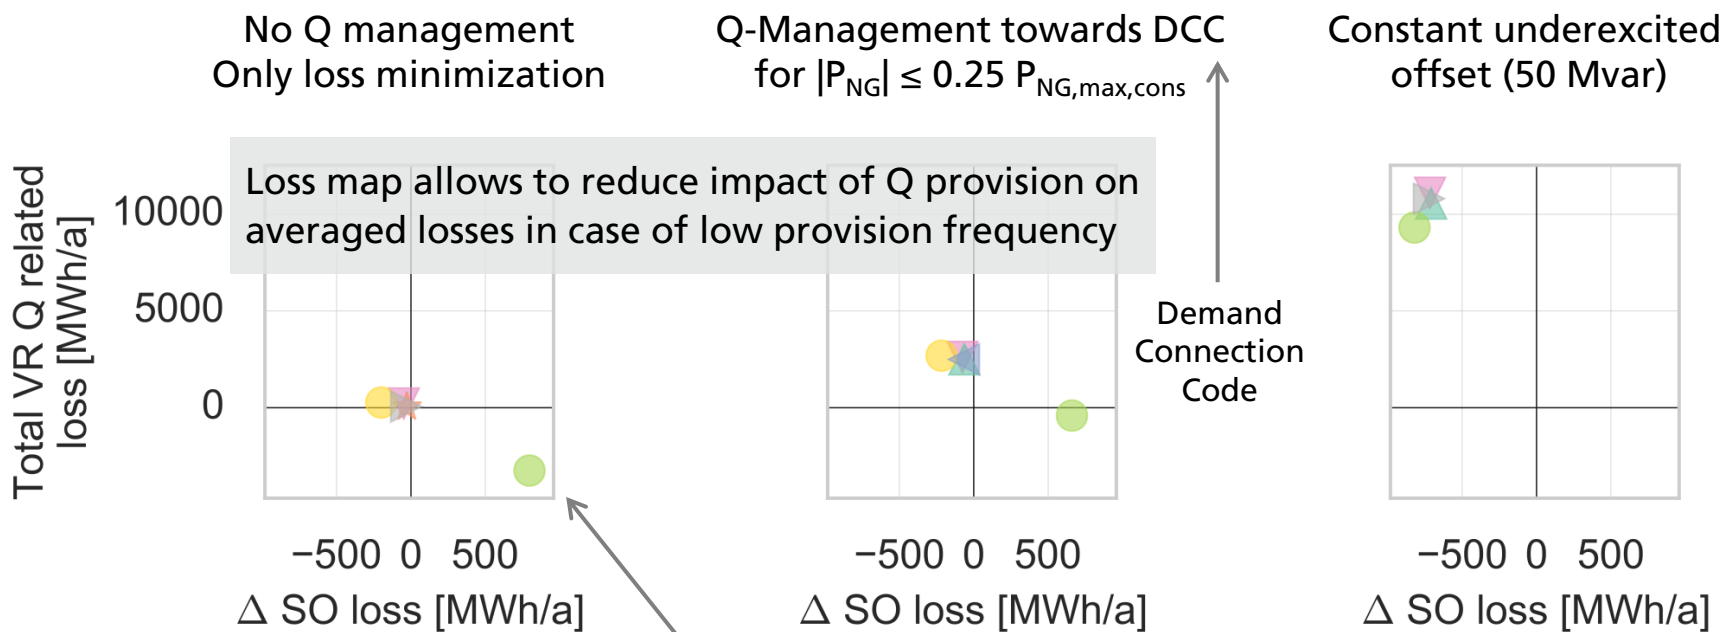 No Q management
Only loss minimization
Q-Management towards DCC
for |P_NG| ≤ 0.25 P_NG,max,cons
Constant underexcited
offset (50 Mvar)
Loss map allows to reduce impact of Q provision on
averaged losses in case of low provision frequency
Total VR Q related
loss [MWh/a]
10000
5000
0
Demand
Connection
Code
−500 0 500
−500 0 500
−500 0 500
Δ SO loss [MWh/a]
Δ SO loss [MWh/a]
Δ SO loss [MWh/a]